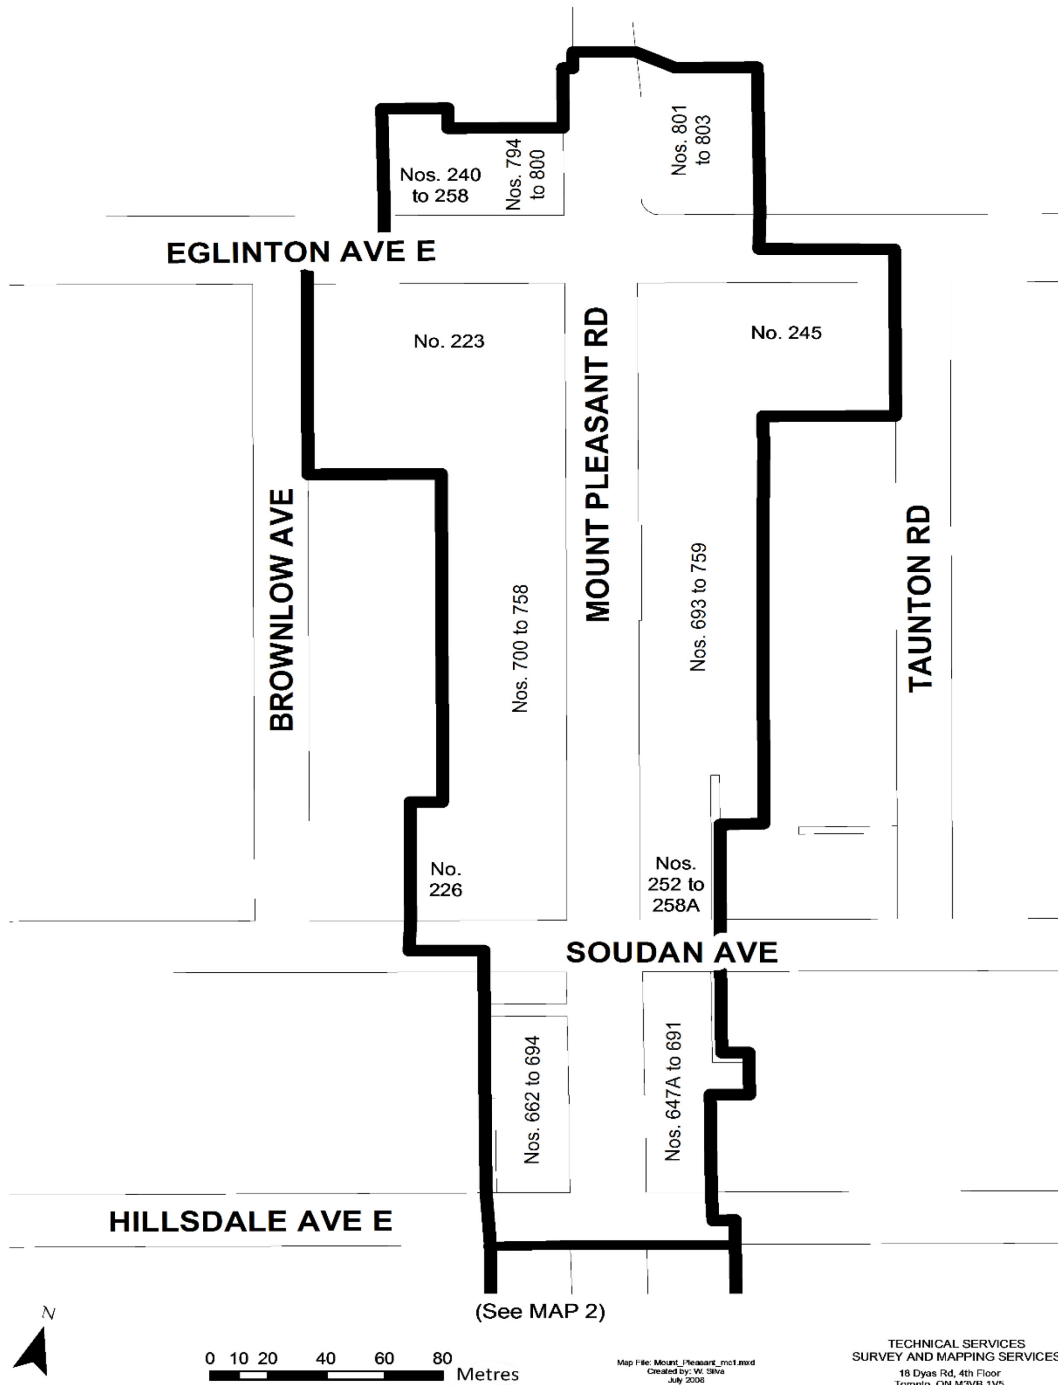 Nos. 801
to 803
Nos. 794
to 800
Nos. 240
to 258
EGLINTON AVE E
No. 223
No. 245
MOUNT PLEASANT RD
BROWNLOW AVE
TAUNTON RD
Nos. 700 to 758
Nos. 693 to 759
No.
226
Nos.
252 to
258A
SOUDAN AVE
Nos. 662 to 694
Nos. 647A to 691
HILLSDALE AVE E
(See MAP 2)
N
0 10 20 40 60 80 Metres
Map File: Mount_Pleasant_mc1.mxd
Created by: W. Silva
July 2008
TECHNICAL SERVICES
SURVEY AND MAPPING SERVICES
18 Dyas Rd, 4th Floor
Toronto, ON M3VB 1V5